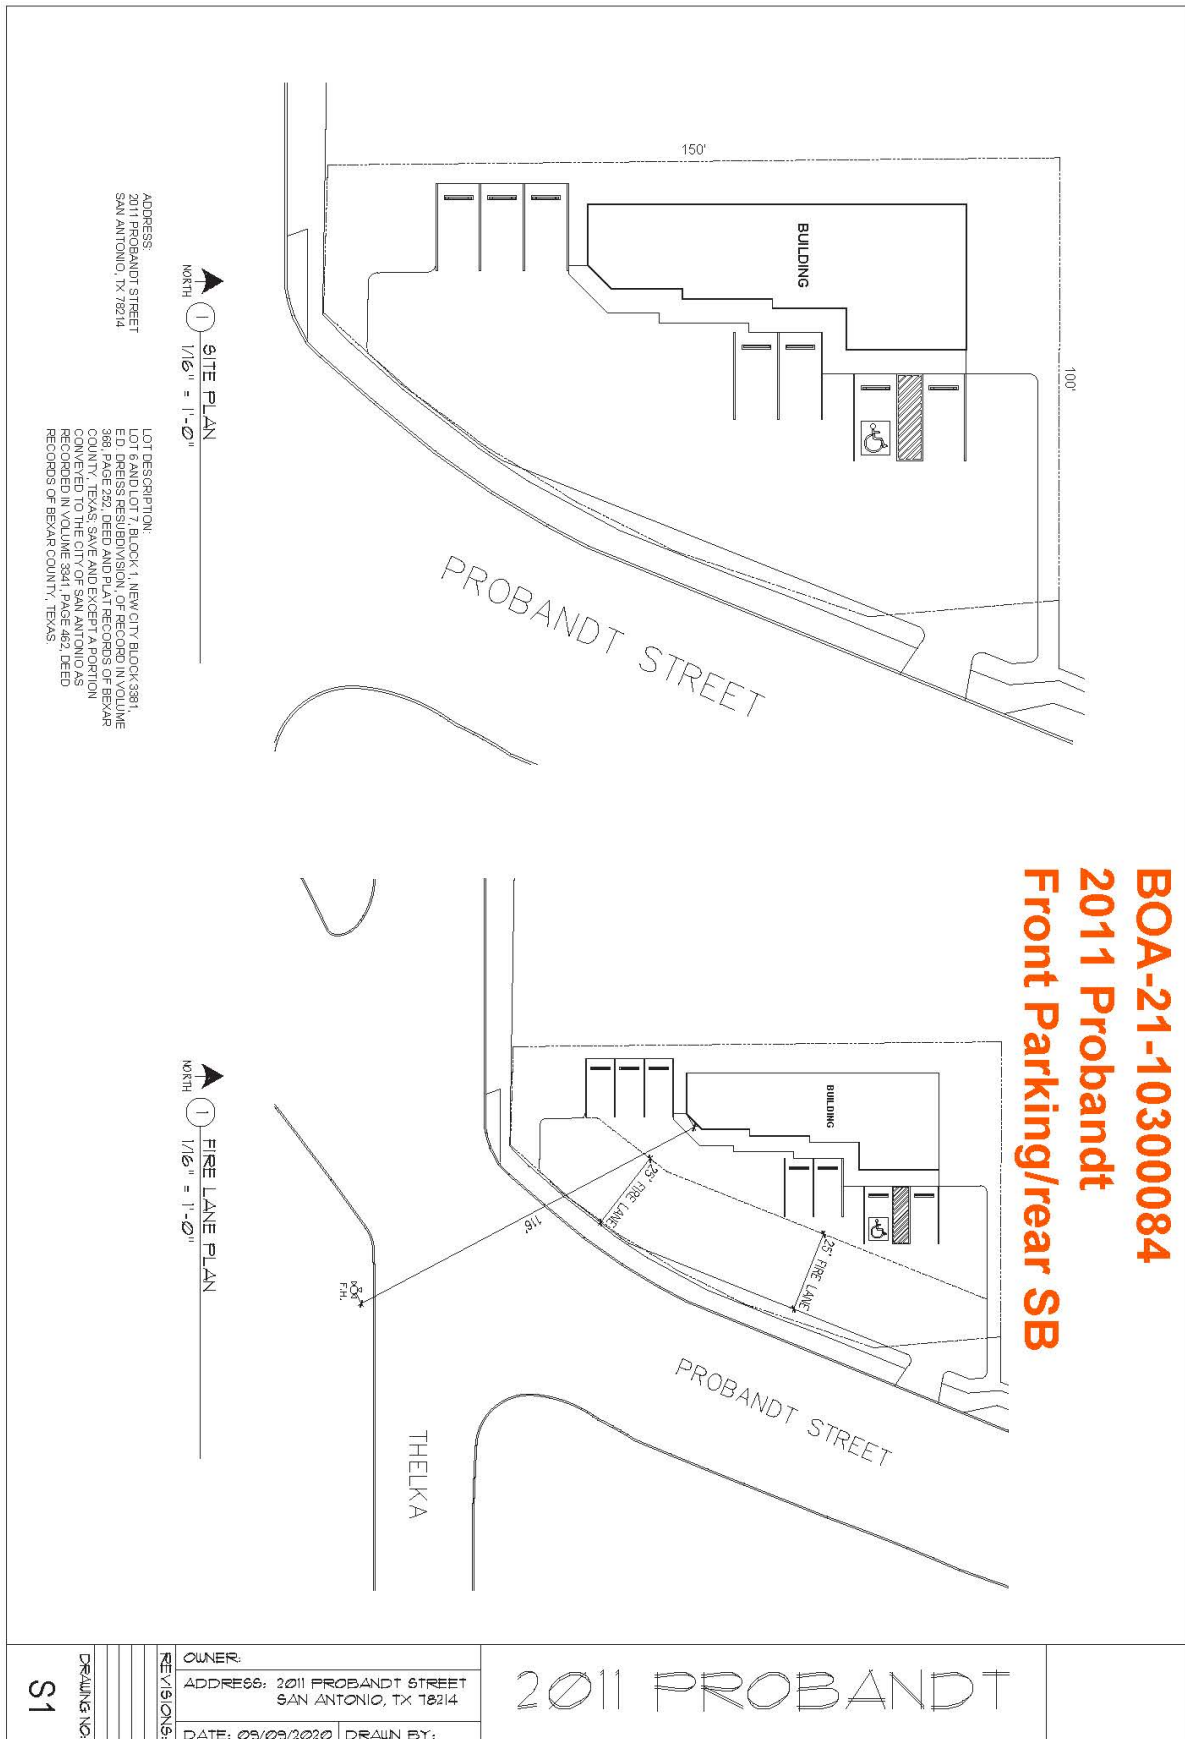 BOA-21-10300084
2011 Probandt
Front Parking/rear SB
150'
100'
BUILDING
PROBANDT STREET
NORTH
1
SITE PLAN
1/16" = 1'-0"
ADDRESS:
2011 PROBANDT STREET
SAN ANTONIO, TX 78214
LOT DESCRIPTION:
LOT 6 AND LOT 7, BLOCK 1, NEW CITY BLOCK 3381,
E.D. DREISS RESUBDIVISION, OF RECORD IN VOLUME
368, PAGE 252, DEED AND PLAT RECORDS OF BEXAR
COUNTY, TEXAS; SAVE AND EXCEPT A PORTION
CONVEYED TO THE CITY OF SAN ANTONIO AS
RECORDED IN VOLUME 3341, PAGE 462, DEED
RECORDS OF BEXAR COUNTY, TEXAS.
BUILDING
25' FIRE LANE
25' FIRE LANE
116'
F.H.
PROBANDT STREET
THELKA
NORTH
1
FIRE LANE PLAN
1/16" = 1'-0"
2011 PROBANDT
OWNER:
ADDRESS: 2011 PROBANDT STREET
SAN ANTONIO, TX 78214
DATE: 09/09/2020
DRAWN BY:
REVISIONS:
DRAWING NO:
S1